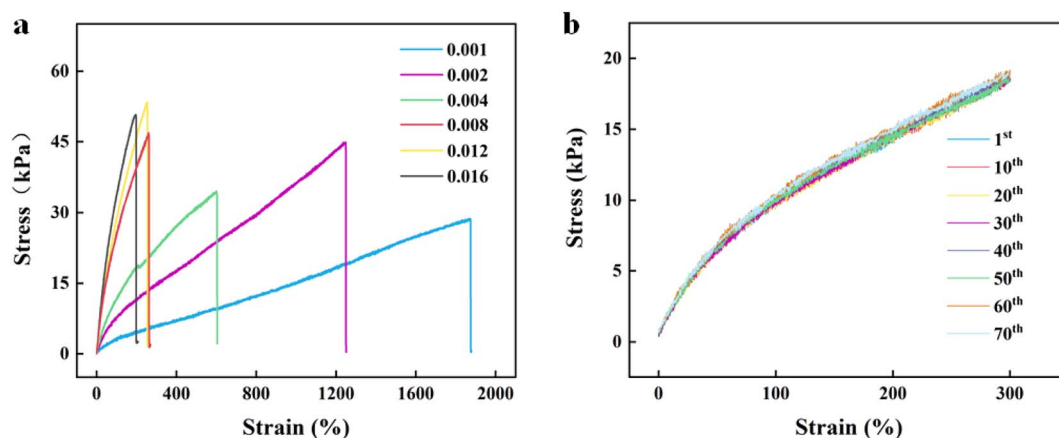 a
60
45
30
15
0
Stress（kPa）
0.001
0.002
0.004
0.008
0.012
0.016
0 400 800 1200 1600 2000
Strain (%)
b
20
15
10
5
0
Stress (kPa)
1st
10th
20th
30th
40th
50th
60th
70th
0 100 200 300
Strain (%)